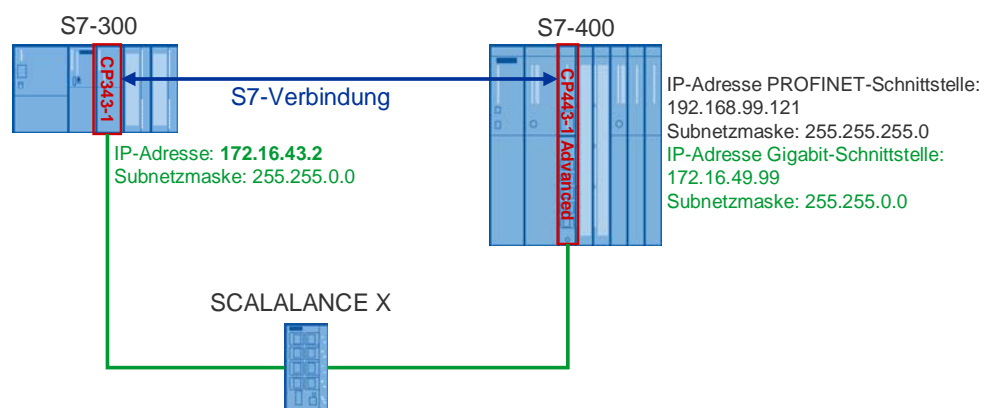 S7-300
S7-400
CP343-1
CP443-1 Advanced
S7-Verbindung
IP-Adresse PROFINET-Schnittstelle:
192.168.99.121
Subnetzmaske: 255.255.255.0
IP-Adresse Gigabit-Schnittstelle:
172.16.49.99
Subnetzmaske: 255.255.0.0
IP-Adresse: 172.16.43.2
Subnetzmaske: 255.255.0.0
SCALALANCE X